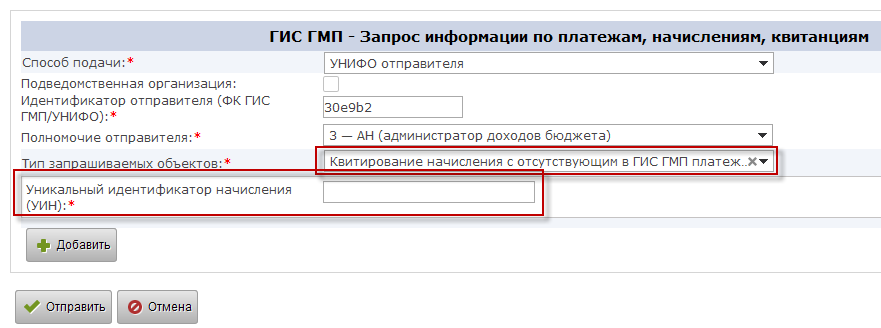 ГИС ГМП - Запрос информации по платежам, начислениям, квитанциям
Способ подачи:* УНИФО отправителя
Подведомственная организация:
Идентификатор отправителя (ФК ГИС
ГМП/УНИФО):* 30e9b2
Полномочие отправителя:* 3 — АН (администратор доходов бюджета)
Тип запрашиваемых объектов:* Квитирование начисления с отсутствующим в ГИС ГМП платеж..
Уникальный идентификатор начисления
(УИН):*
Добавить
Отправить Отмена